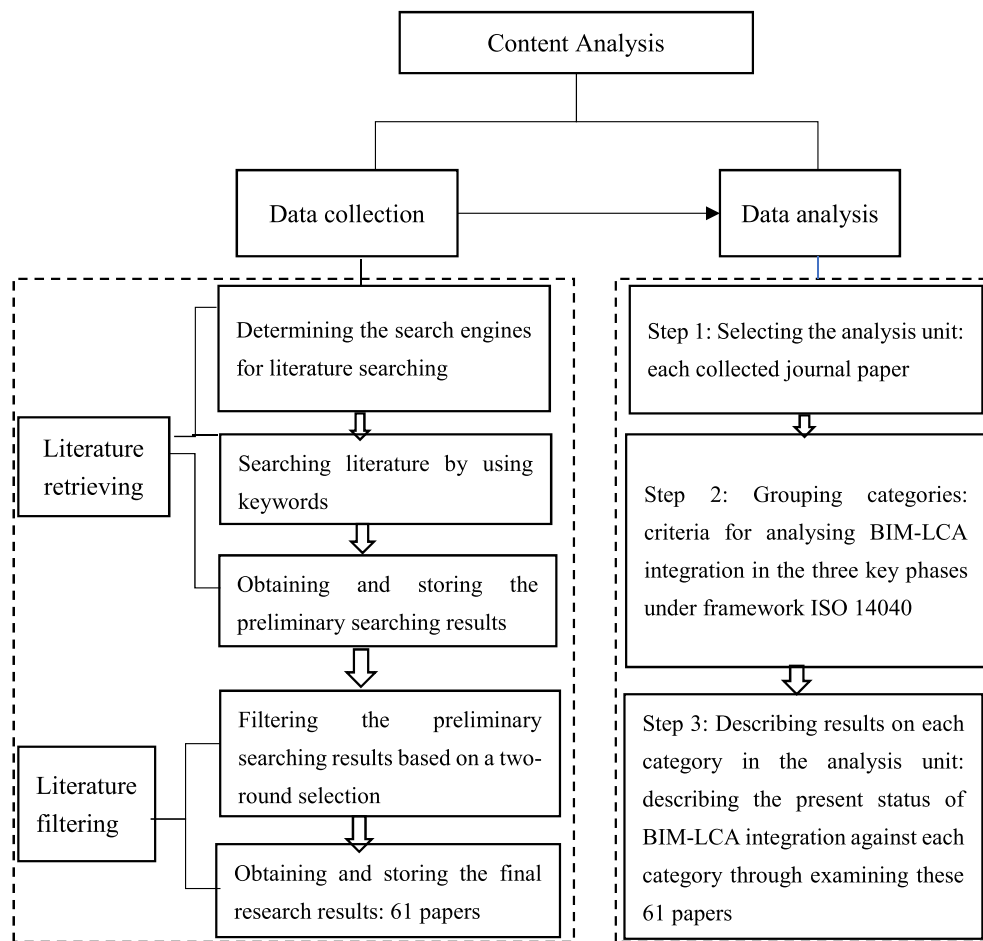 Content Analysis
Data collection
Data analysis
Literature
retrieving
Determining the search engines
for literature searching
Searching literature by using
keywords
Obtaining and storing the
preliminary searching results
Literature
filtering
Filtering the preliminary
searching results based on a two-
round selection
Obtaining and storing the final
research results: 61 papers
Step 1: Selecting the analysis unit:
each collected journal paper
Step 2: Grouping categories:
criteria for analysing BIM-LCA
integration in the three key phases
under framework ISO 14040
Step 3: Describing results on each
category in the analysis unit:
describing the present status of
BIM-LCA integration against each
category through examining these
61 papers